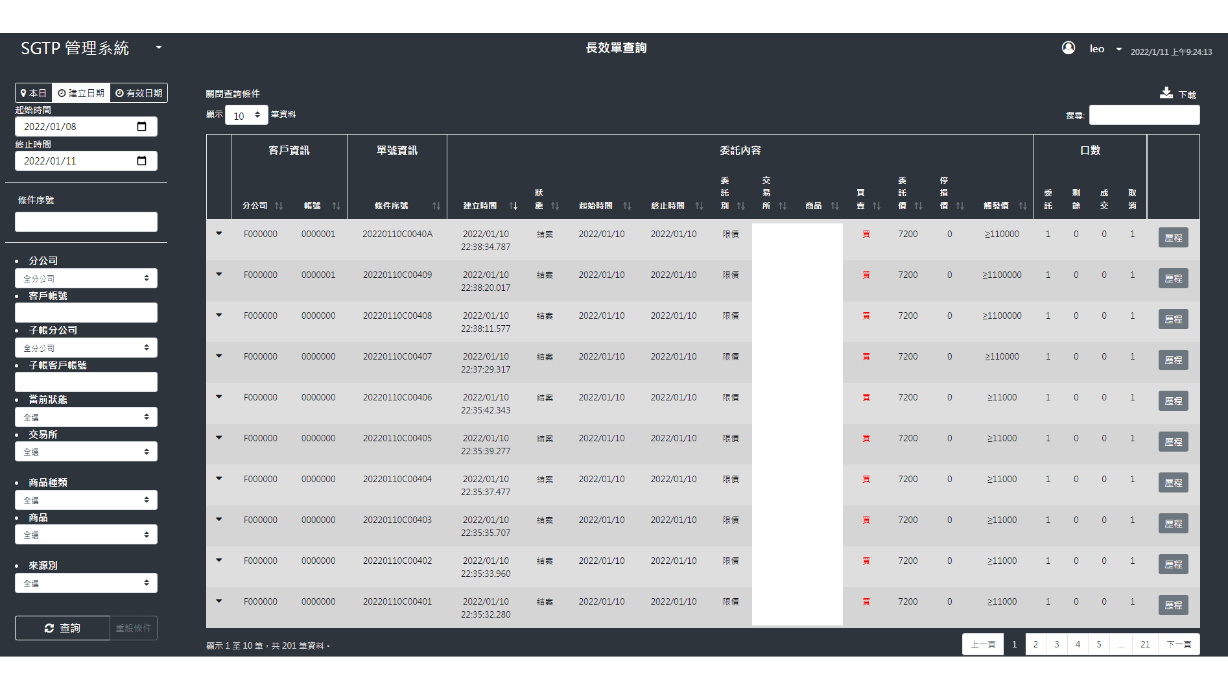 SGTP 管理系統
長效單查詢
leo
2022/1/11 上午9:24:13
本日 建立日期 有效日期
起始時間
2022/01/08
終止時間
2022/01/11
條件序號
分公司
全分公司
客戶帳號
子帳分公司
全分公司
子帳客戶帳號
當前狀態
全選
交易所
全選
商品種類
全選
商品
全選
來源別
全選
查詢 重設條件
關閉查詢條件
下載
顯示 10 筆資料
搜尋:
客戶資訊 單號資訊 委託內容 口數
分公司 帳號 條件序號 建立時間 狀態 起始時間 終止時間 委託別 交易所 商品 買賣 委託價 停損價 觸發價 委託 剩餘 成交 取消
F000000 0000001 20220110C0040A 2022/01/10 22:38:34.787 結案 2022/01/10 2022/01/10 限價 買 7200 0 ≥110000 1 0 0 1 歷程
F000000 0000001 20220110C00409 2022/01/10 22:38:20.017 結案 2022/01/10 2022/01/10 限價 買 7200 0 ≥1100000 1 0 0 1 歷程
F000000 0000000 20220110C00408 2022/01/10 22:38:11.577 結案 2022/01/10 2022/01/10 限價 買 7200 0 ≥1100000 1 0 0 1 歷程
F000000 0000000 20220110C00407 2022/01/10 22:37:29.317 結案 2022/01/10 2022/01/10 限價 買 7200 0 ≥110000 1 0 0 1 歷程
F000000 0000000 20220110C00406 2022/01/10 22:35:42.343 結案 2022/01/10 2022/01/10 限價 買 7200 0 ≥11000 1 0 0 1 歷程
F000000 0000000 20220110C00405 2022/01/10 22:35:39.277 結案 2022/01/10 2022/01/10 限價 買 7200 0 ≥11000 1 0 0 1 歷程
F000000 0000000 20220110C00404 2022/01/10 22:35:37.477 結案 2022/01/10 2022/01/10 限價 買 7200 0 ≥11000 1 0 0 1 歷程
F000000 0000000 20220110C00403 2022/01/10 22:35:35.707 結案 2022/01/10 2022/01/10 限價 買 7200 0 ≥11000 1 0 0 1 歷程
F000000 0000000 20220110C00402 2022/01/10 22:35:33.960 結案 2022/01/10 2022/01/10 限價 買 7200 0 ≥11000 1 0 0 1 歷程
F000000 0000000 20220110C00401 2022/01/10 22:35:32.280 結案 2022/01/10 2022/01/10 限價 買 7200 0 ≥11000 1 0 0 1 歷程
顯示 1 至 10 筆，共 201 筆資料。
上一頁 1 2 3 4 5 ... 21 下一頁